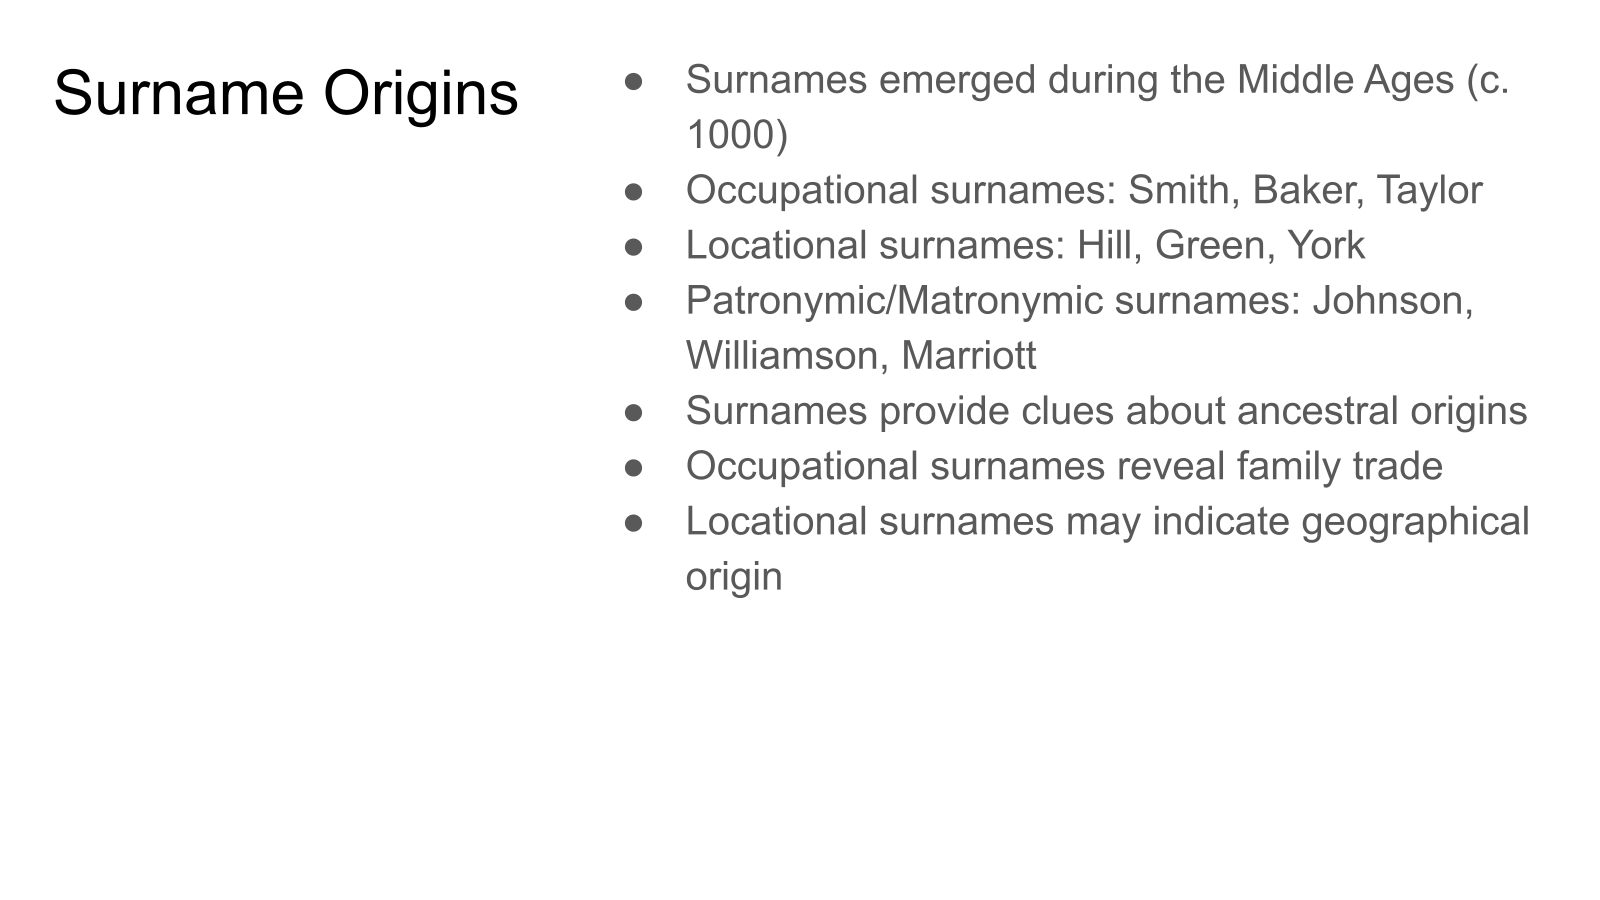 Surname Origins
● Surnames emerged during the Middle Ages (c.
1000)
● Occupational surnames: Smith, Baker, Taylor
● Locational surnames: Hill, Green, York
● Patronymic/Matronymic surnames: Johnson,
Williamson, Marriott
● Surnames provide clues about ancestral origins
● Occupational surnames reveal family trade
● Locational surnames may indicate geographical
origin